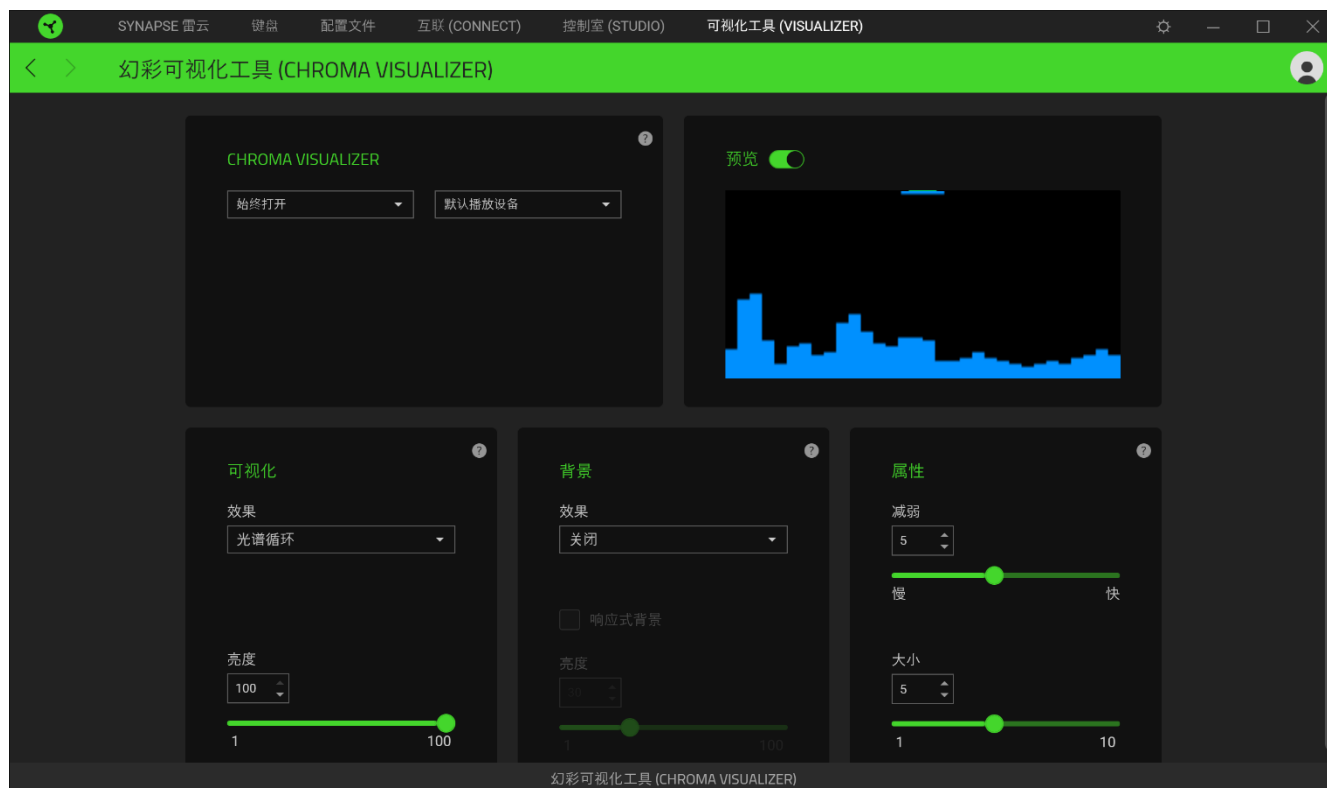 SYNAPSE 雷云 键盘 配置文件 互联 (CONNECT) 控制室 (STUDIO) 可视化工具 (VISUALIZER)
幻彩可视化工具 (CHROMA VISUALIZER)
CHROMA VISUALIZER
始终打开 默认播放设备
预览
可视化
效果
光谱循环
亮度
100
1 100
背景
效果
关闭
响应式背景
亮度
30
1 100
属性
减弱
5
慢 快
大小
5
1 10
幻彩可视化工具 (CHROMA VISUALIZER)